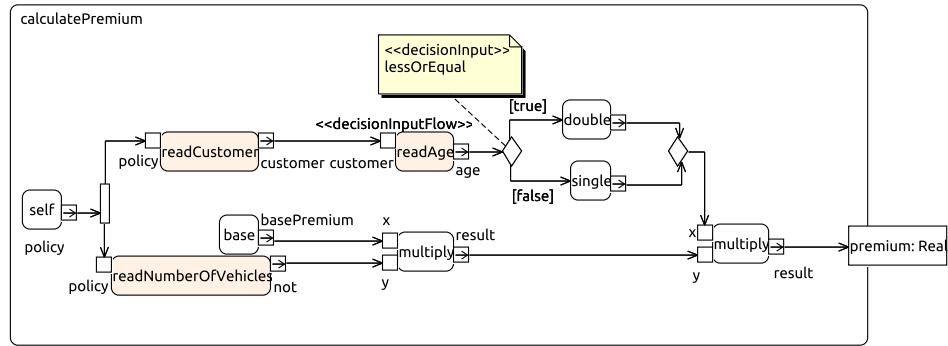 calculatePremium
<<decisionInput>>
lessOrEqual
[true]
double
<<decisionInputFlow>>
policy
readCustomer
customer
customer
readAge
age
[false]
single
self
policy
base
basePremium
x
multiply
result
y
policy
readNumberOfVehicles
not
x
multiply
y
result
premium: Real